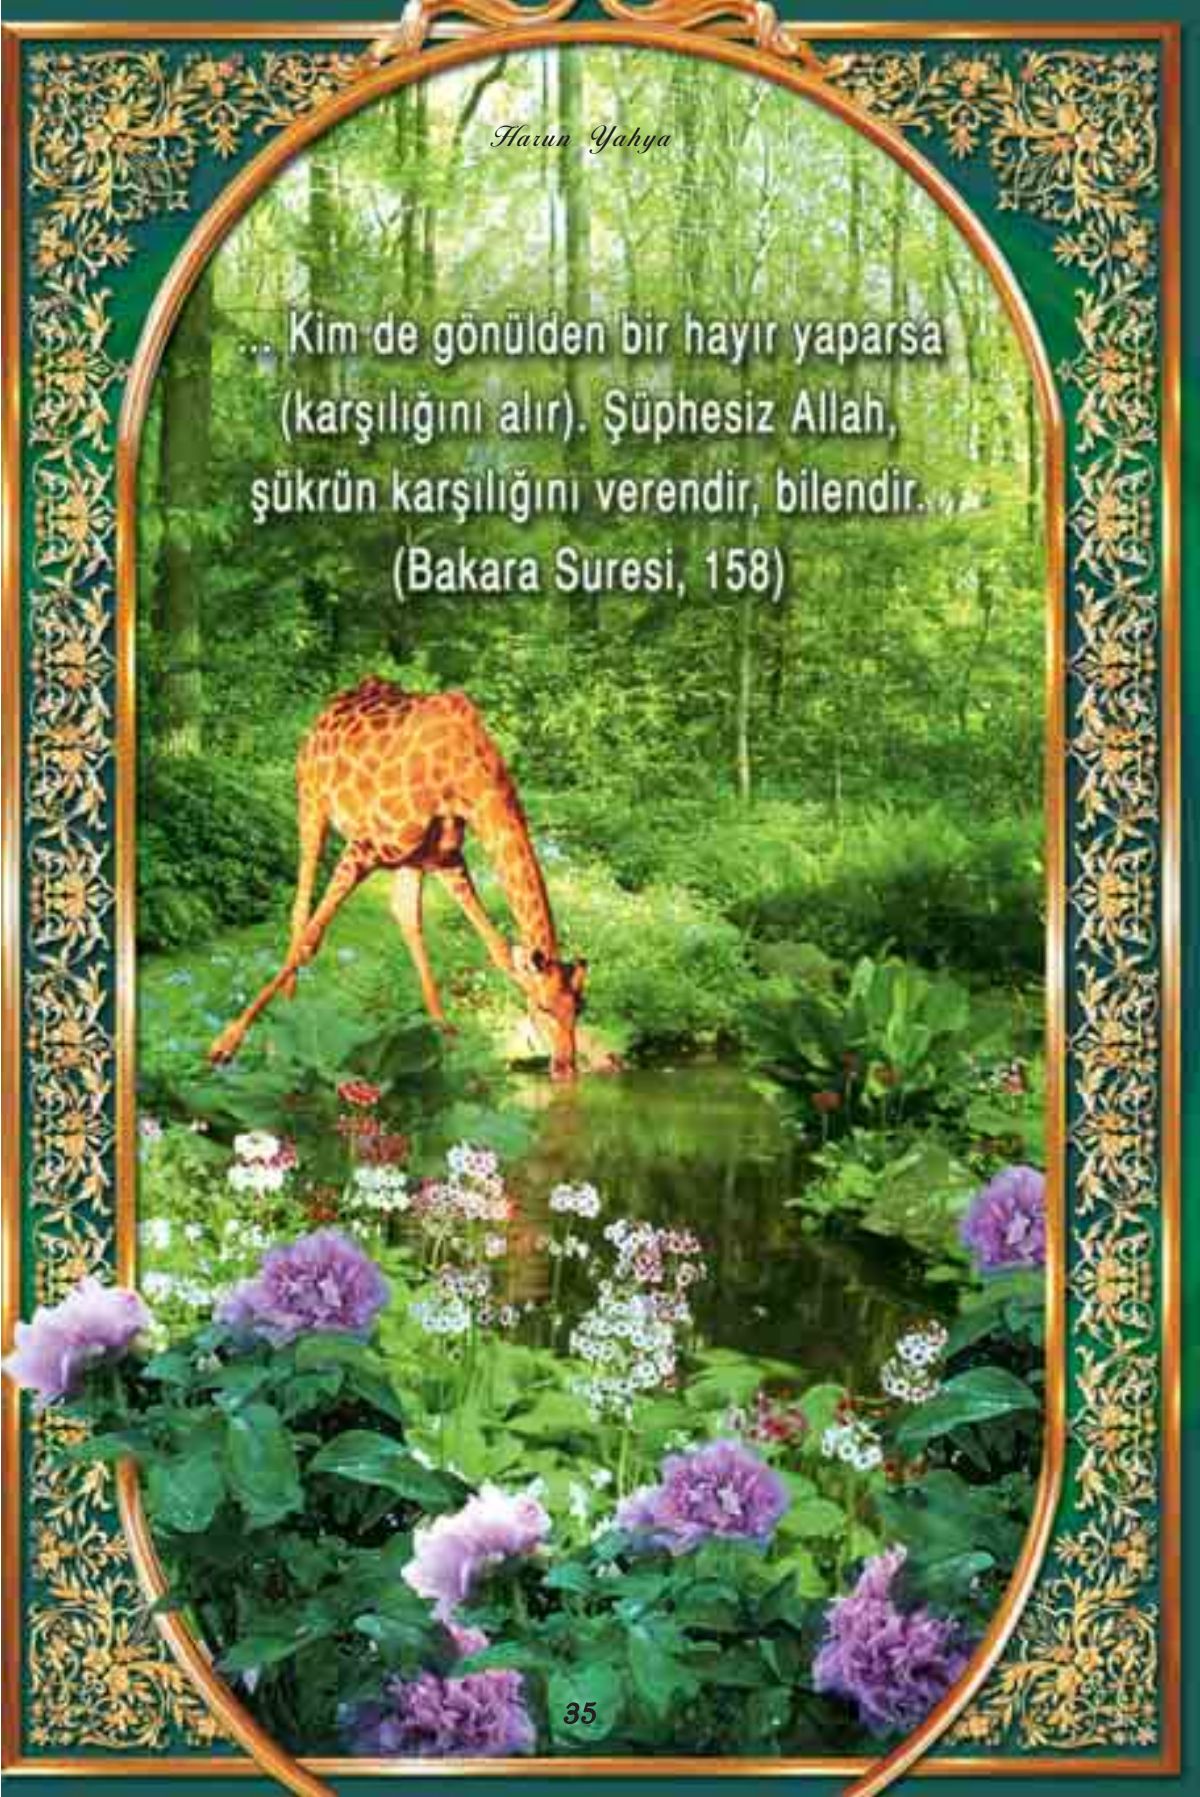 Harun Yahya
... Kim de gönülden bir hayır yaparsa
(karşılığını alır). Şüphesiz Allah,
şükrün karşılığını verendir, bilendir.
(Bakara Suresi, 158)
35